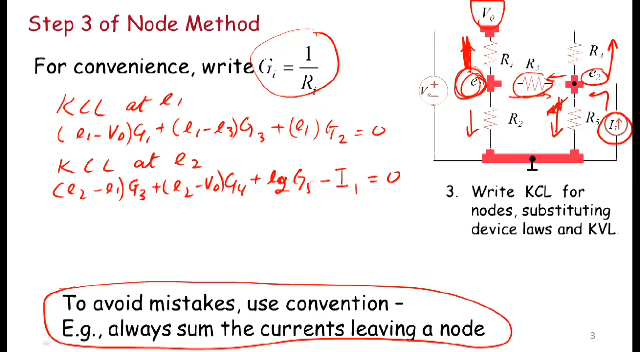 Step 3 of Node Method
For convenience, write G_i = 1 / R_i
KCL at e1
(e1-V0)G1 + (e1-e3)G3 + (e1)G2 = 0
KCL at e2
(e2-e1)G3 + (e2-V0)G4 + lg G5 - I1 = 0
V0
R1
R3
R4
e1
e2
V
R2
R5
I1
3. Write KCL for
nodes, substituting
device laws and KVL
To avoid mistakes, use convention –
E.g., always sum the currents leaving a node
3